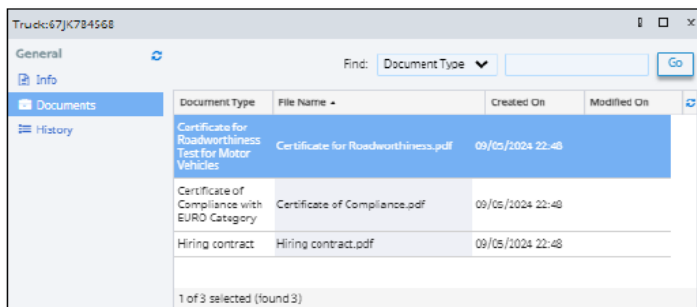 Truck:67JK784568
General
Info
Documents
History
Find: Document Type Go
Document Type File Name Created On Modified On
Certificate for
Roadworthiness
Test for Motor
Vehicles
Certificate for Roadworthiness.pdf 09/05/2024 22:48
Certificate of
Compliance with
EURO Category
Certificate of Compliance.pdf 09/05/2024 22:48
Hiring contract Hiring contract.pdf 09/05/2024 22:48
1 of 3 selected (found 3)